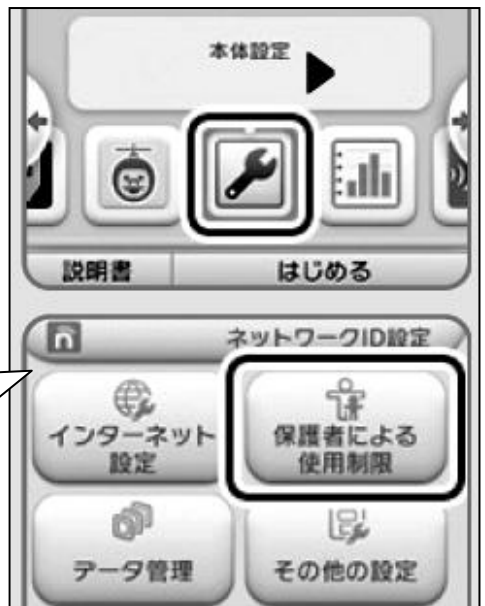 本体設定
説明書
はじめる
ネットワークID設定
インターネット
設定
保護者による
使用制限
データ管理
その他の設定